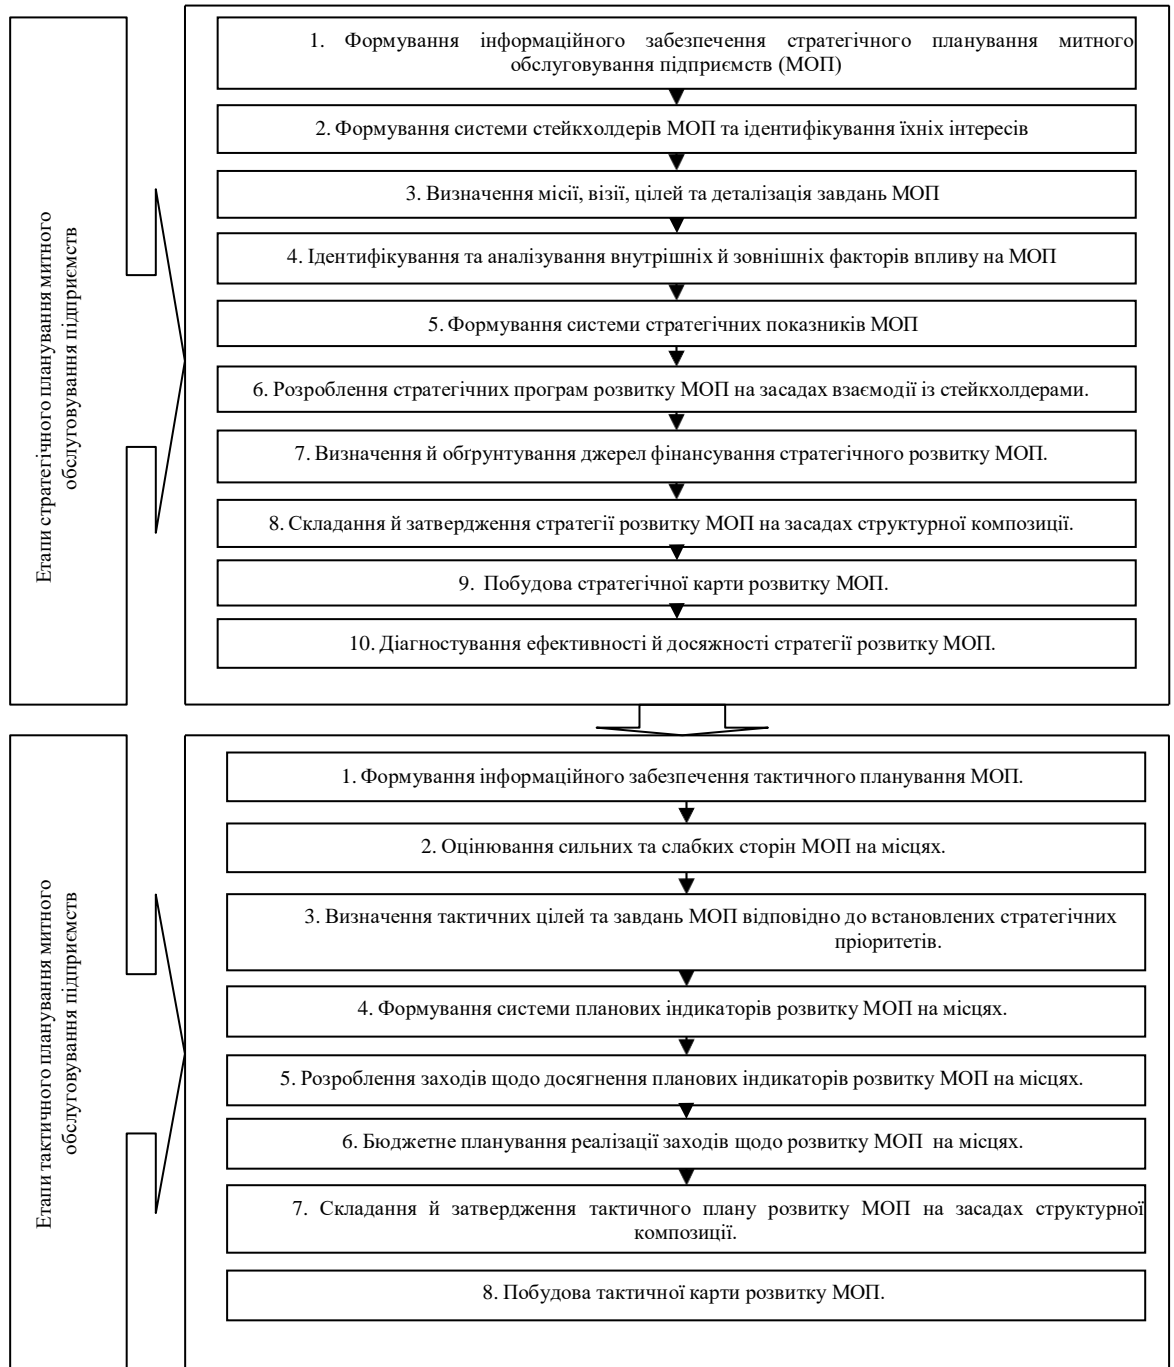 Етапи стратегічного планування митного
обслуговування підприємств
1. Формування інформаційного забезпечення стратегічного планування митного
обслуговування підприємств (МОП)
2. Формування системи стейкхолдерів МОП та ідентифікування їхніх інтересів
3. Визначення місії, візії, цілей та деталізація завдань МОП
4. Ідентифікування та аналізування внутрішніх й зовнішніх факторів впливу на МОП
5. Формування системи стратегічних показників МОП
6. Розроблення стратегічних програм розвитку МОП на засадах взаємодії із стейкхолдерами.
7. Визначення й обґрунтування джерел фінансування стратегічного розвитку МОП.
8. Складання й затвердження стратегії розвитку МОП на засадах структурної композиції.
9. Побудова стратегічної карти розвитку МОП.
10. Діагностування ефективності й досяжності стратегії розвитку МОП.
Етапи тактичного планування митного
обслуговування підприємств
1. Формування інформаційного забезпечення тактичного планування МОП.
2. Оцінювання сильних та слабких сторін МОП на місцях.
3. Визначення тактичних цілей та завдань МОП відповідно до встановлених стратегічних
пріоритетів.
4. Формування системи планових індикаторів розвитку МОП на місцях.
5. Розроблення заходів щодо досягнення планових індикаторів розвитку МОП на місцях.
6. Бюджетне планування реалізації заходів щодо розвитку МОП на місцях.
7. Складання й затвердження тактичного плану розвитку МОП на засадах структурної
композиції.
8. Побудова тактичної карти розвитку МОП.